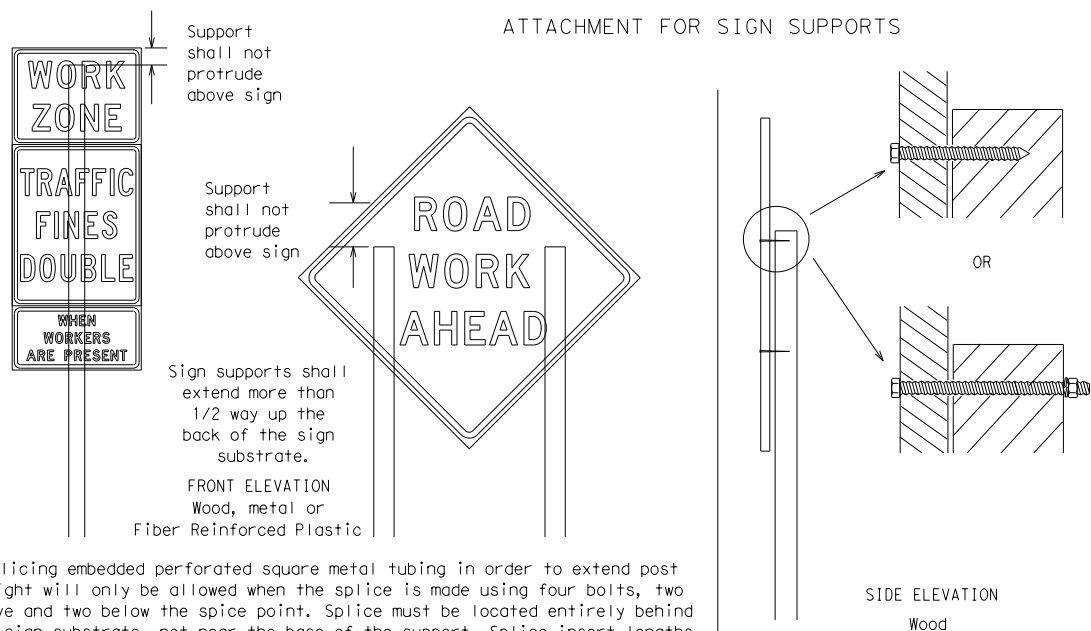 ATTACHMENT FOR SIGN SUPPORTS
Support
shall not
protrude
above sign
WORK
ZONE
TRAFFIC
FINES
DOUBLE
WHEN
WORKERS
ARE PRESENT
Support
shall not
protrude
above sign
ROAD
WORK
AHEAD
Sign supports shall
extend more than
1/2 way up the
back of the sign
substrate.
FRONT ELEVATION
Wood, metal or
Fiber Reinforced Plastic
OR
SIDE ELEVATION
Wood
licing embedded perforated square metal tubing in order to extend post
ight will only be allowed when the splice is made using four bolts, two
ve and two below the spice point. Splice must be located entirely behind
sign substrate, not near the base of the support. Splice insert lengths